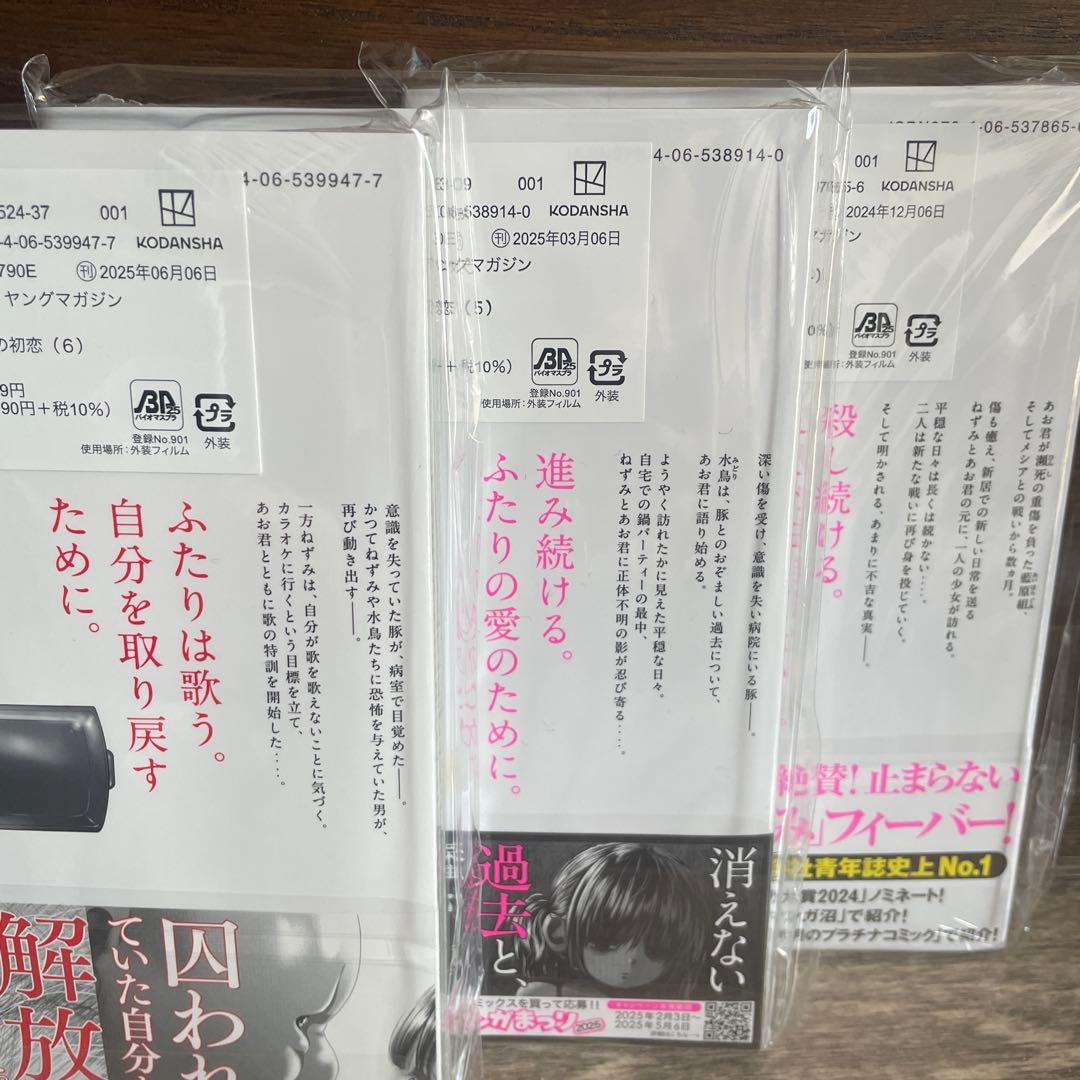 4-06-539947-7
524-37 001
-4-06-539947-7 KODANSHA
790E ㊞2025年06月06日
ヤングマガジン
の初恋（6）
9円
90円＋税10%）
バイオマスプラ
25
登録No.901
使用場所:外装フィルム
プラ
外装
意識を失っていた豚が、病室で目覚めた――。
かつてねずみや水鳥たちに恐怖を与えていた男が、
再び動き出す――。
一方ねずみは、自分が歌を歌えないことに気づく。
カラオケに行くという目標を立て、
あお君とともに歌の特訓を開始した……。
ふたりは歌う。
自分を取り戻す
ために。
囚われ
ていた自分
解放
4-06-538914-0
001
538914-0 KODANSHA
2025年03月06日
マガジン
恋（5）
＋税10%）
バイオマスプラ
25
登録No.901
使用場所:外装フィルム
プラ
外装
深い傷を受け、意識を失い病院にいる豚――。
水鳥は、豚とのおぞましい過去について、
みどり
あお君に語り始める。
ようやく訪れたかに見えた平穏な日々。
自宅での鍋パーティーの最中、
ねずみとあお君に正体不明の影が忍び寄る……。
進み続ける。
ふたりの愛のために。
消えない
過去と、
ミックスを買って応募!!
2025
2025年2月3日〜
2025年5月6日
4-06-537865-
001
5-6 KODANSHA
2024年12月06日
バイオマスプラ
25
登録No.901
使用場所:外装フィルム
プラ
外装
あお君が瀕死の重傷を負った藍原組、
そしてメシアとの戦いから数ヵ月。
傷も癒え、新居での新しい日常を送る
ねずみとあお君の元に、一人の少女が訪れる。
平穏な日々は長くは続かない……。
二人は新たな戦いに再び身を投じていく。
そして明かされる、あまりに不吉な真実――。
殺し続ける。
絶賛!止まらない
」フィーバー!
社青年誌史上No.1
賞2024」ノミネート!
ガ沼」で紹介!
月のプラチナコミック」で紹介!